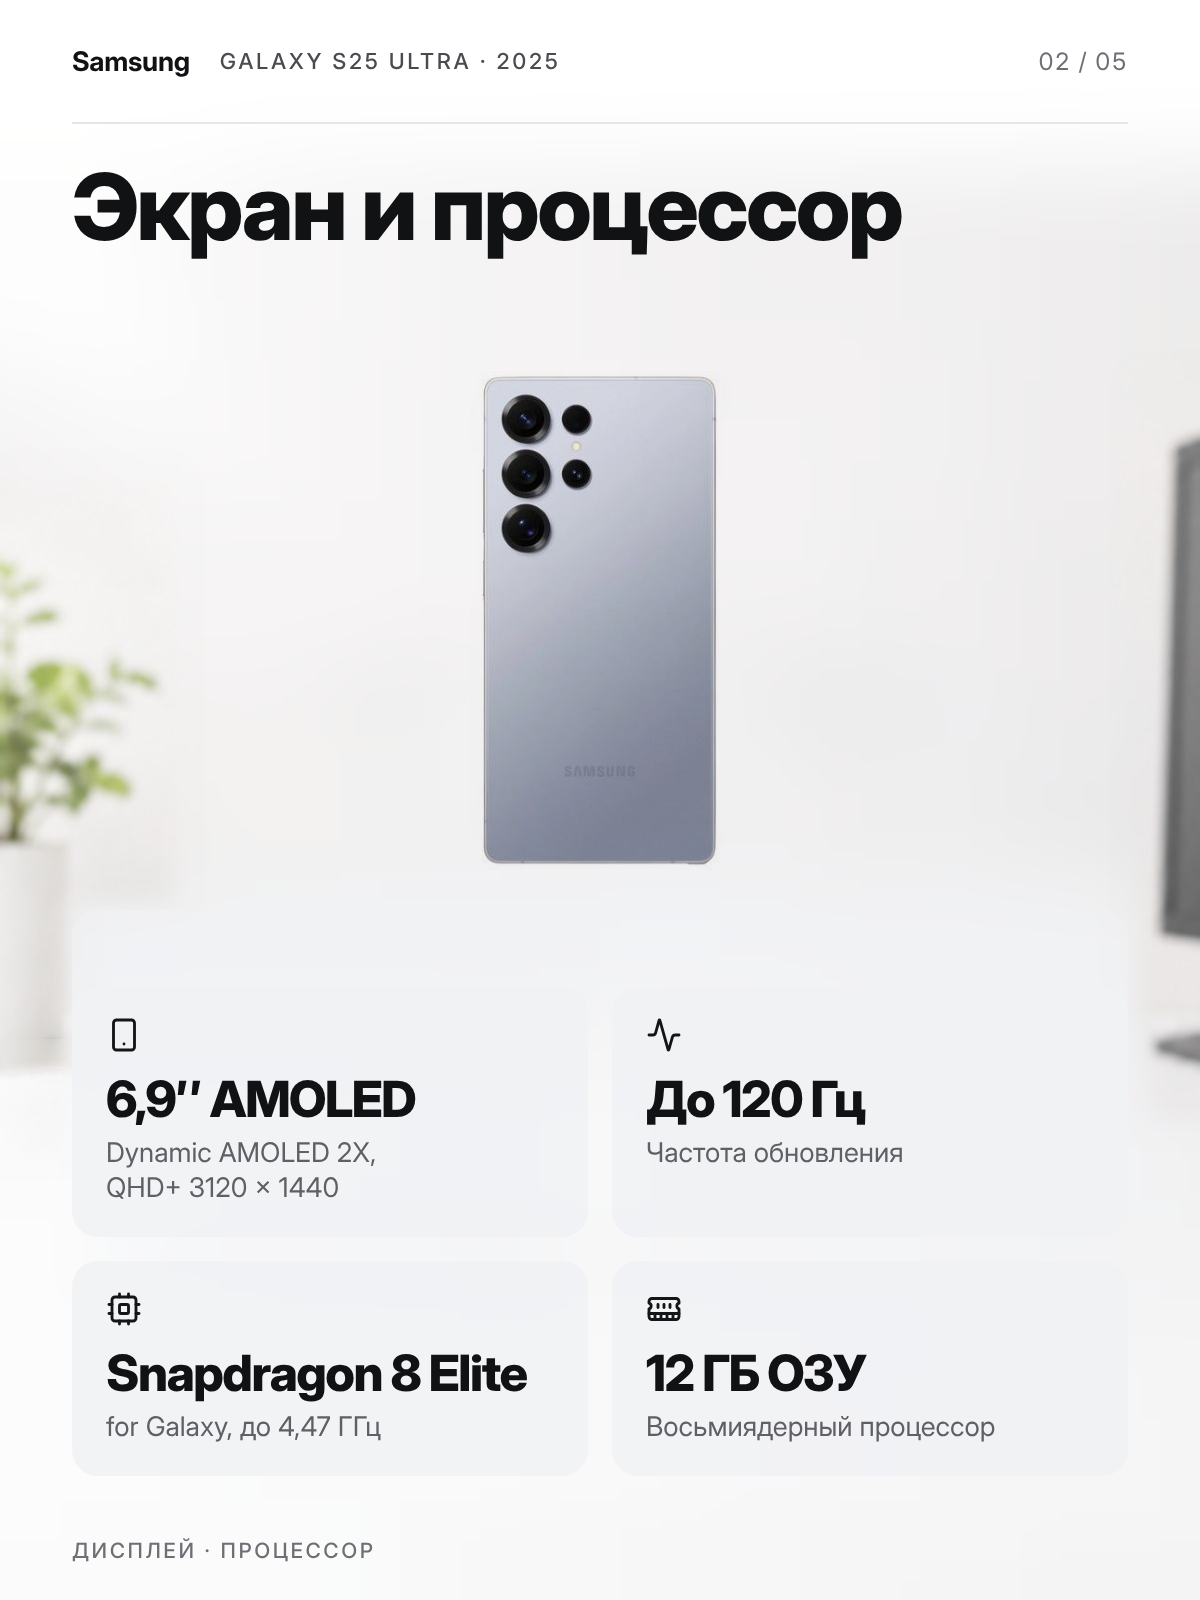 Samsung GALAXY S25 ULTRA · 2025 02 / 05
Экран и процессор
SAMSUNG
6,9″ AMOLED
Dynamic AMOLED 2X,
QHD+ 3120 × 1440
До 120 Гц
Частота обновления
Snapdragon 8 Elite
for Galaxy, до 4,47 ГГц
12 ГБ ОЗУ
Восьмиядерный процессор
ДИСПЛЕЙ · ПРОЦЕССОР